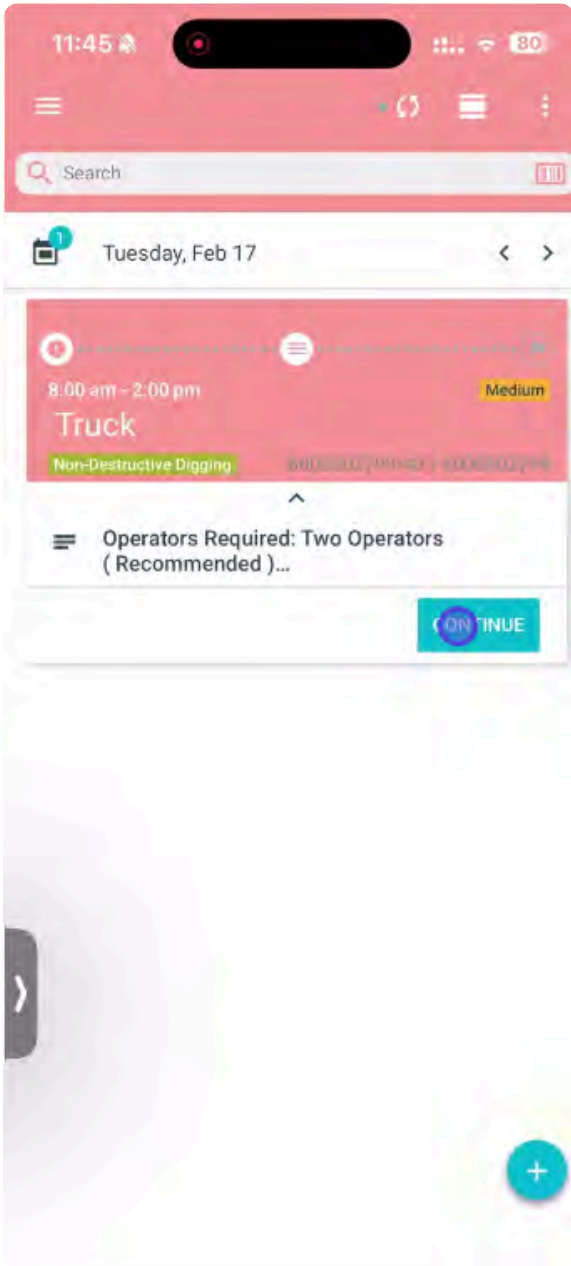 11:45
80
Search
1
Tuesday, Feb 17
8:00 am - 2:00 pm
Medium
Truck
Non-Destructive Digging
Operators Required: Two Operators
( Recommended )...
CONTINUE